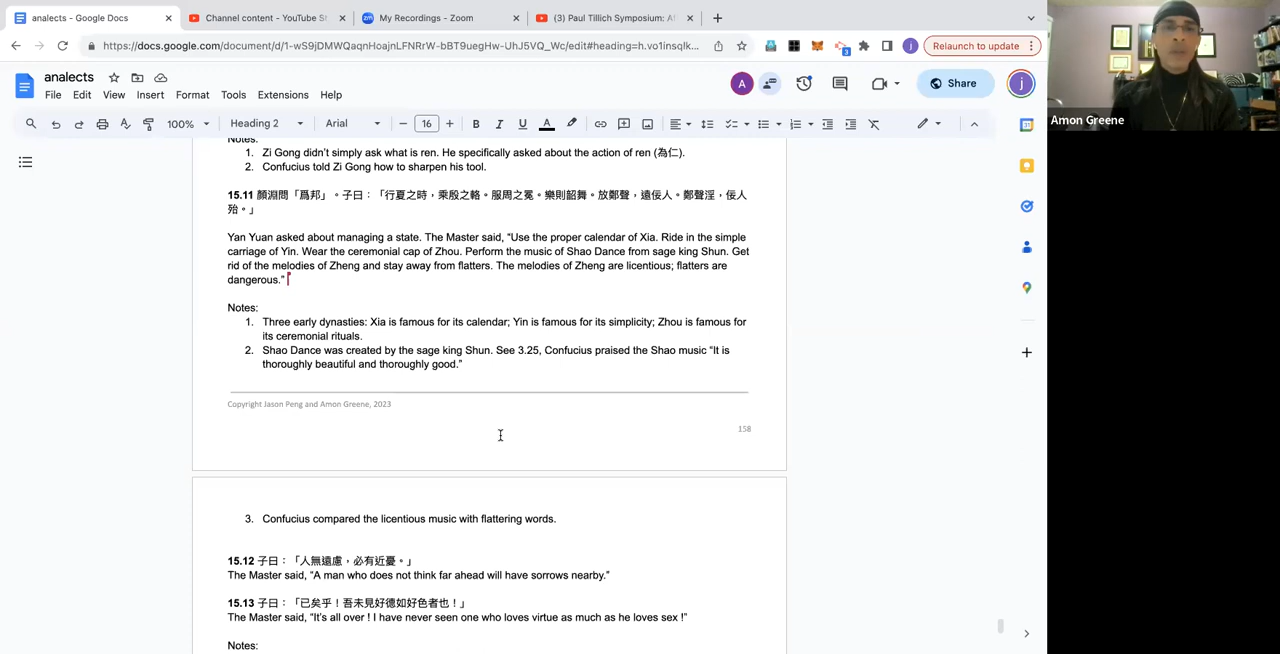 analects - Google Docs
Channel content - YouTube St
My Recordings - Zoom
(3) Paul Tillich Symposium: Af
https://docs.google.com/document/d/1-wS9jDMWQaqnHoajnLFNRrW-bBT9uegHw-UhJ5VQ_Wc/edit#heading=h.vo1insqlk...
3
j
Relaunch to update
analects
File Edit View Insert Format Tools Extensions Help
A
Share
j
100%
Heading 2
Arial
16
B I U A
Amon Greene
Notes:
1. Zi Gong didn't simply ask what is ren. He specifically asked about the action of ren (為仁).
2. Confucius told Zi Gong how to sharpen his tool.
15.11 顏淵問「爲邦」。子曰：「行夏之時，乘殷之輅。服周之冕。樂則韶舞。放鄭聲，遠佞人。鄭聲淫，佞人
殆。」
Yan Yuan asked about managing a state. The Master said, “Use the proper calendar of Xia. Ride in the simple
carriage of Yin. Wear the ceremonial cap of Zhou. Perform the music of Shao Dance from sage king Shun. Get
rid of the melodies of Zheng and stay away from flatters. The melodies of Zheng are licentious; flatters are
dangerous.”
Notes:
1. Three early dynasties: Xia is famous for its calendar; Yin is famous for its simplicity; Zhou is famous for
its ceremonial rituals.
2. Shao Dance was created by the sage king Shun. See 3.25, Confucius praised the Shao music “It is
thoroughly beautiful and thoroughly good.”
Copyright Jason Peng and Amon Greene, 2023
158
3. Confucius compared the licentious music with flattering words.
15.12 子曰：「人無遠慮，必有近憂。」
The Master said, “A man who does not think far ahead will have sorrows nearby.”
15.13 子曰：「已矣乎！吾未見好德如好色者也！」
The Master said, “It's all over ! I have never seen one who loves virtue as much as he loves sex !”
Notes: